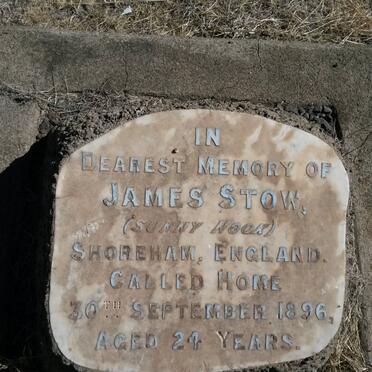 IN
DEAREST MEMORY OF
JAMES STOW,
(SUNNY NOOK)
SHOREHAM, ENGLAND.
CALLED HOME
30TH SEPTEMBER 1896,
AGED 24 YEARS.